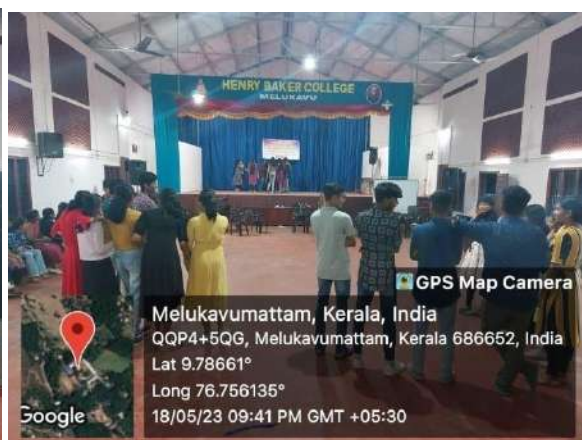 HENRY BAKER COLLEGE
MELUKAVU
GPS Map Camera
Melukavumattam, Kerala, India
QQP4+5QG, Melukavumattam, Kerala 686652, India
Lat 9.78661°
Long 76.756135°
18/05/23 09:41 PM GMT +05:30
Google